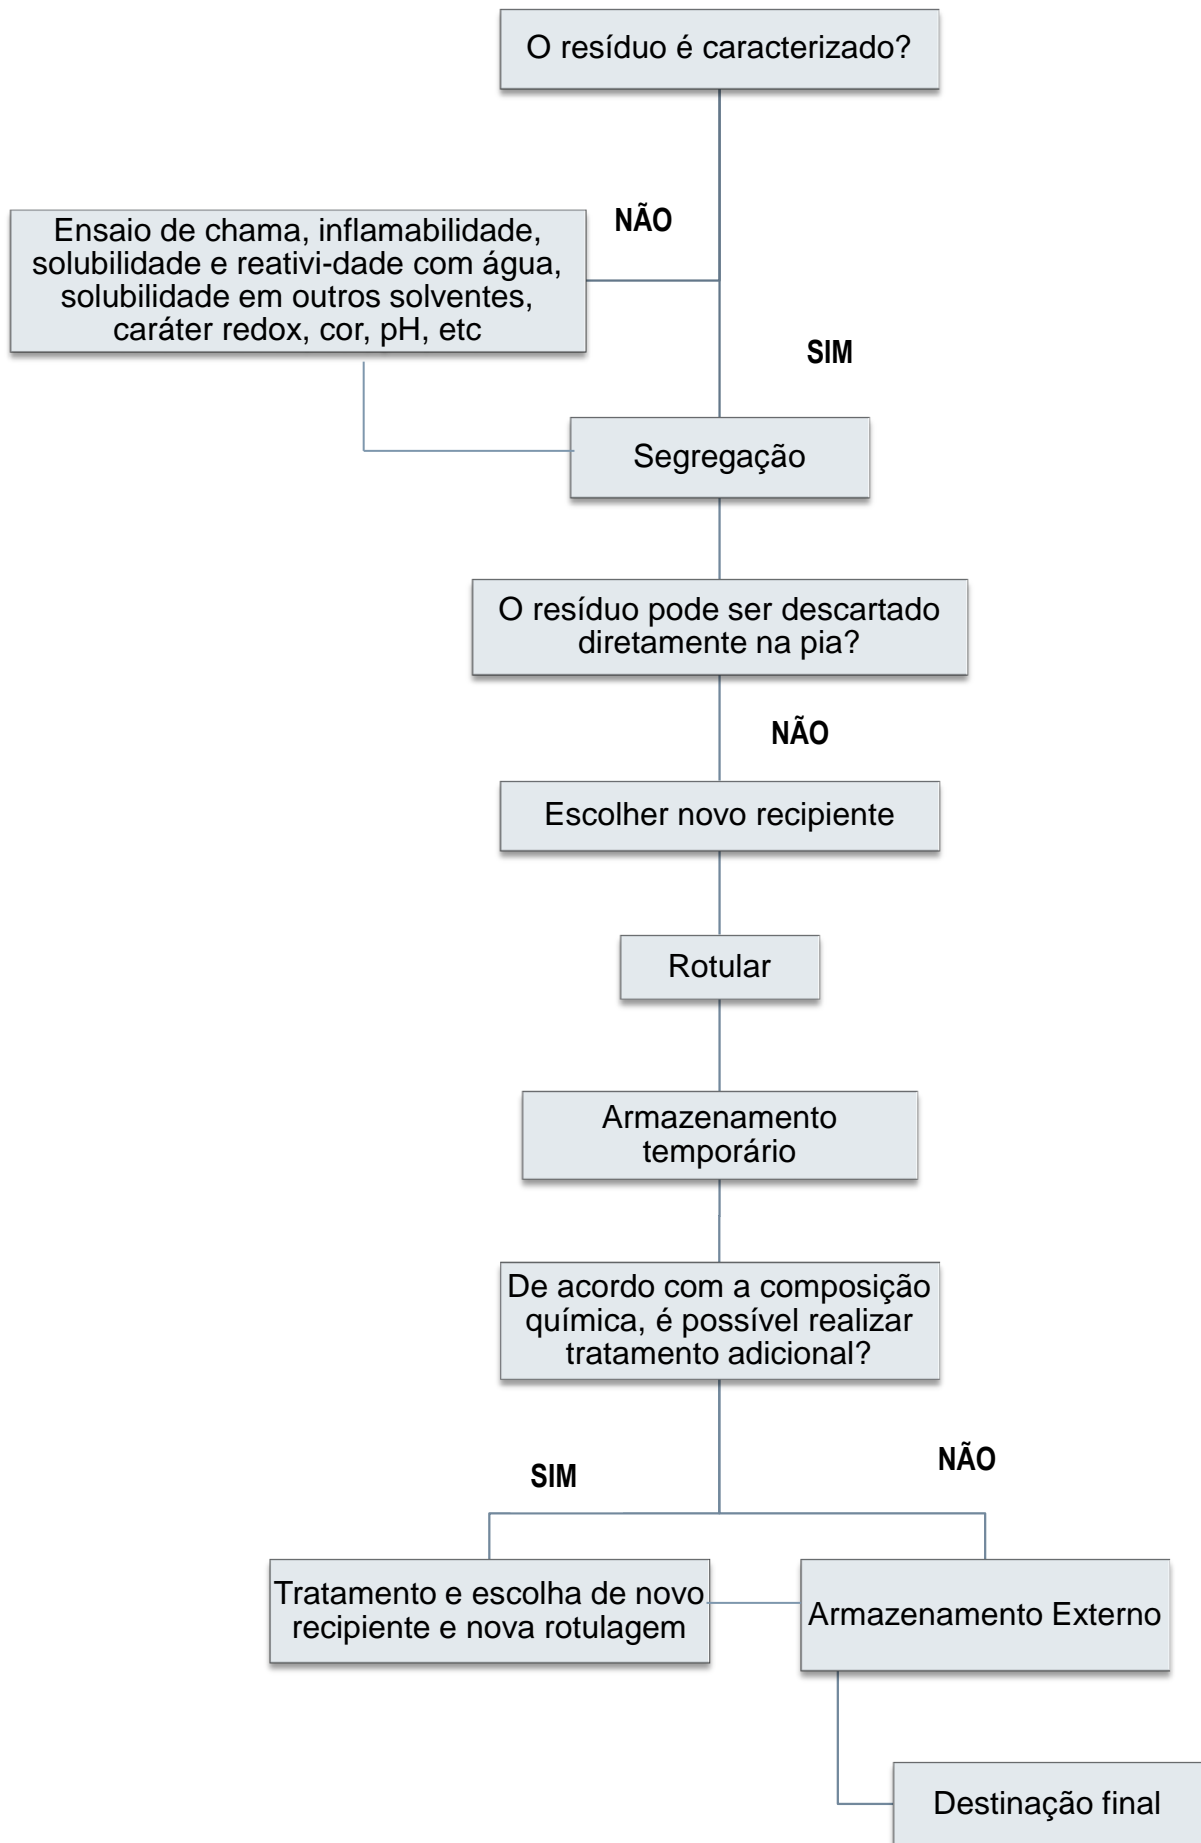 O resíduo é caracterizado?
NÃO
Ensaio de chama, inflamabilidade,
solubilidade e reativi-dade com água,
solubilidade em outros solventes,
caráter redox, cor, pH, etc
SIM
Segregação
O resíduo pode ser descartado
diretamente na pia?
NÃO
Escolher novo recipiente
Rotular
Armazenamento
temporário
De acordo com a composição
química, é possível realizar
tratamento adicional?
SIM
NÃO
Tratamento e escolha de novo
recipiente e nova rotulagem
Armazenamento Externo
Destinação final